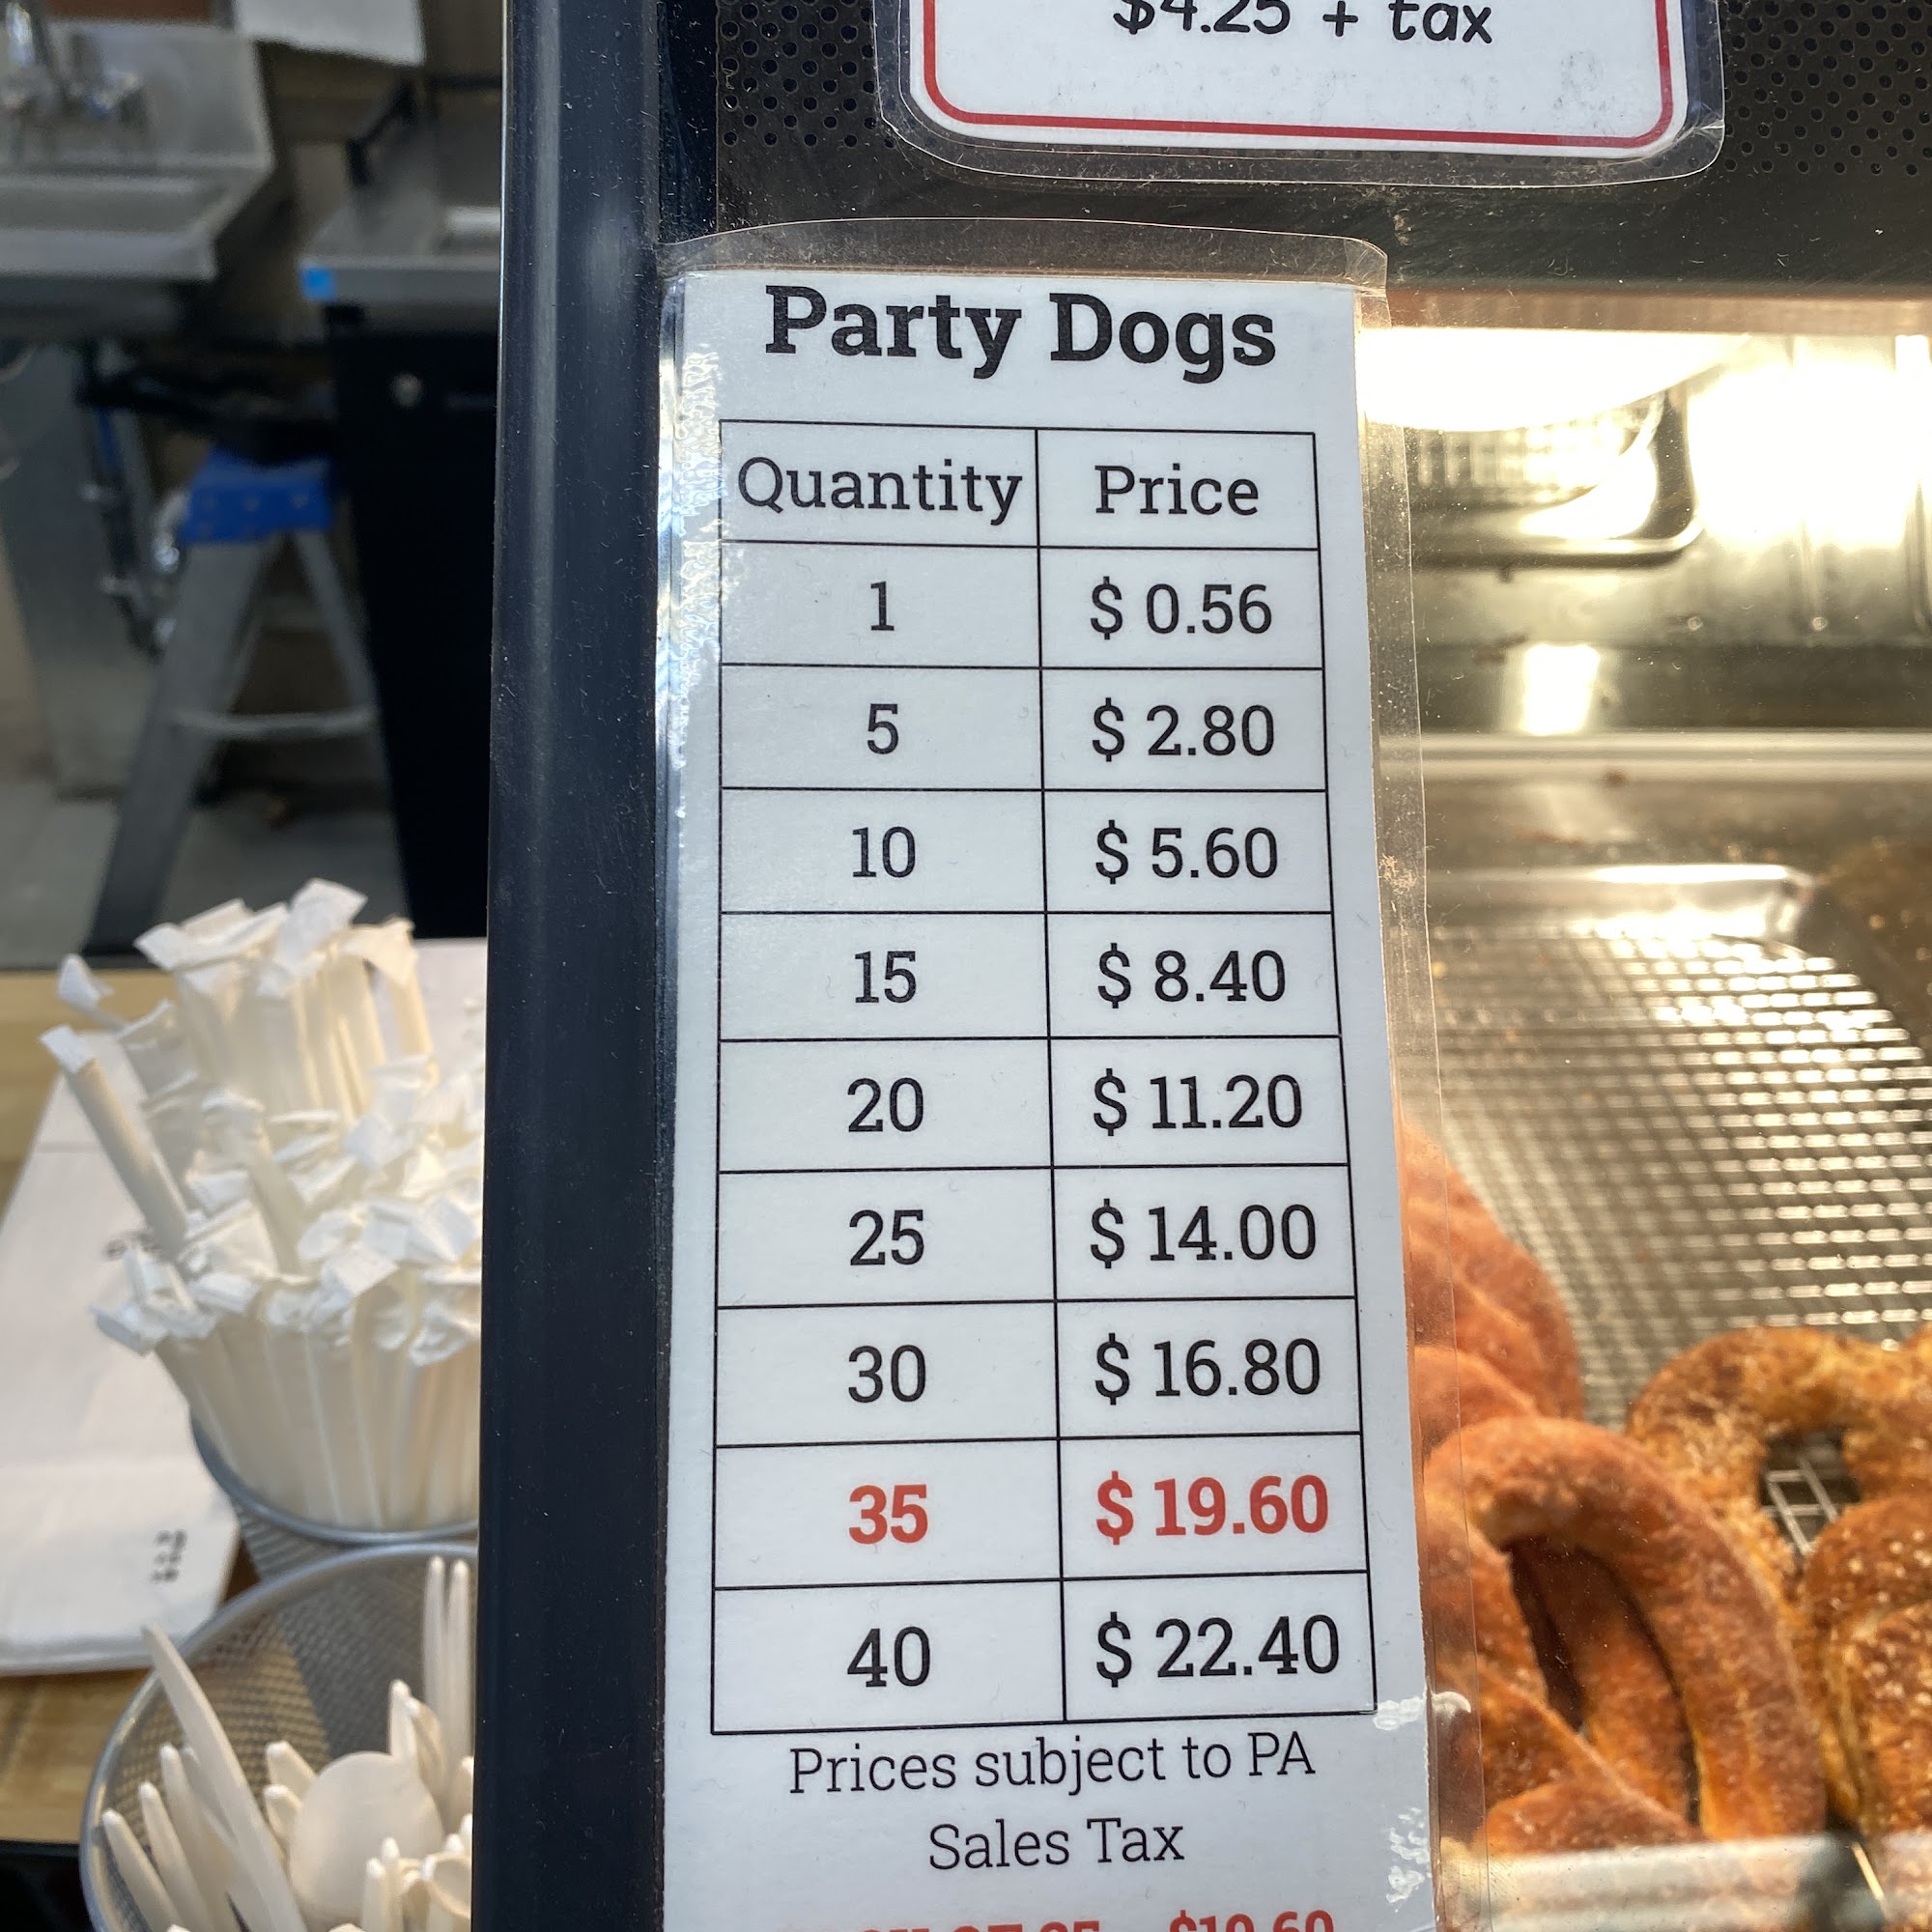 $4.25 + tax
Party Dogs
Quantity Price
1 $ 0.56
5 $ 2.80
10 $ 5.60
15 $ 8.40
20 $ 11.20
25 $ 14.00
30 $ 16.80
35 $ 19.60
40 $ 22.40
Prices subject to PA
Sales Tax
$19.60